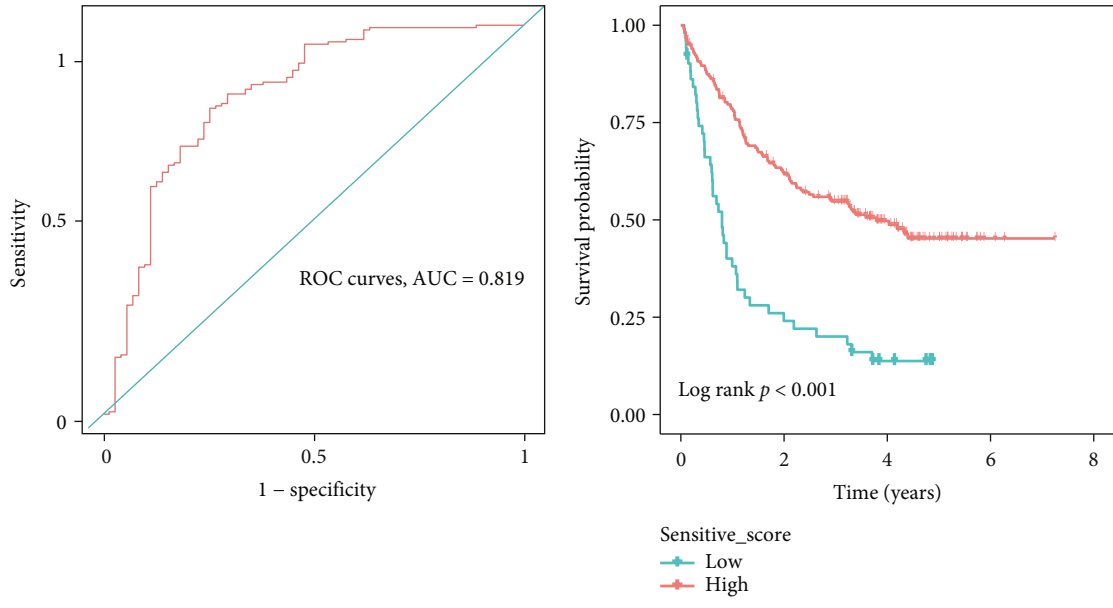 1
0.5
0
Sensitivity
ROC curves, AUC = 0.819
0
0.5
1
1 − specificity
1.00
0.75
0.50
0.25
0.00
Survival probability
Log rank p < 0.001
0
2
4
6
8
Time (years)
Sensitive_score
Low
High